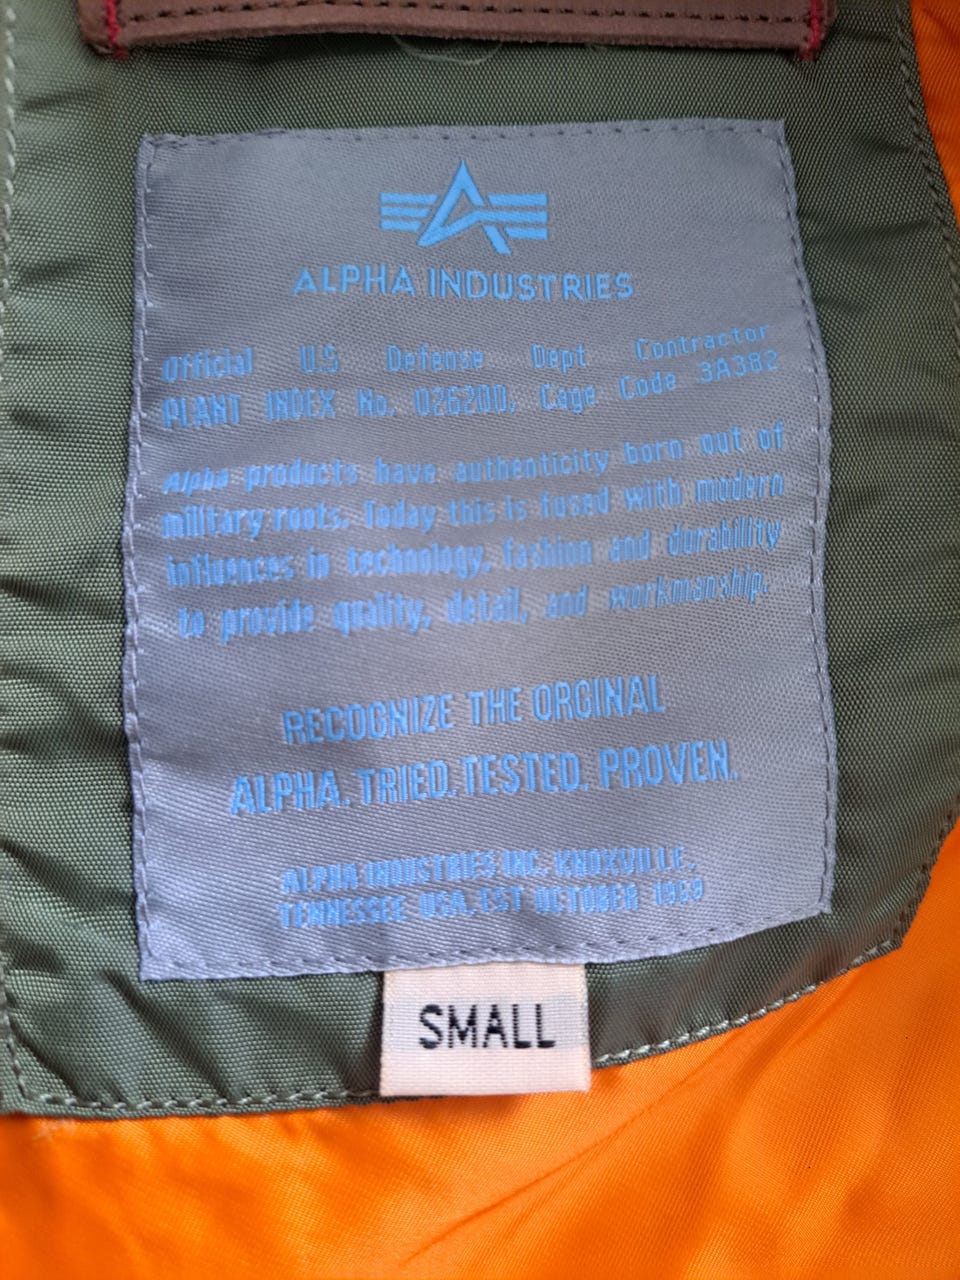 ALPHA INDUSTRIES
Official U.S Defense Dept Contractor
PLANT INDEX No. 026200. Cage Code 3A382
Alpha products have authenticity born out of
military roots. Today this is fused with modern
influences in technology, fashion and durability
to provide quality, detail, and workmanship.
RECOGNIZE THE ORGINAL
ALPHA. TRIED. TESTED. PROVEN.
ALPHA INDUSTRIES INC. KNOXVILLE,
TENNESSEE USA. EST OCTOBER 1959
SMALL